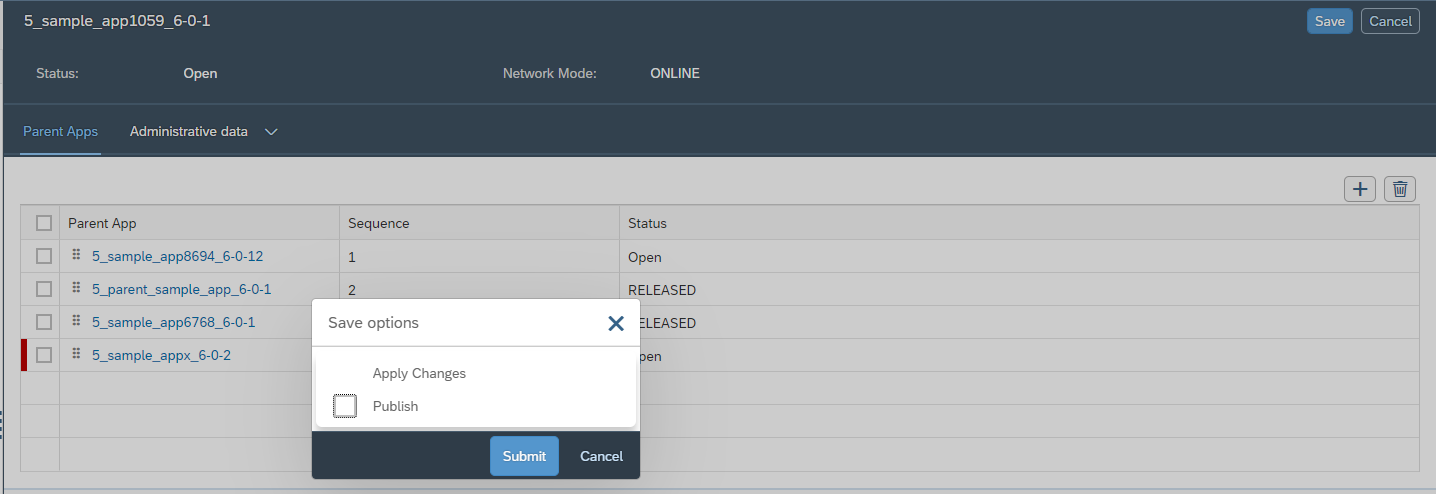 5_sample_app1059_6-0-1
Save Cancel
Status: Open Network Mode: ONLINE
Parent Apps Administrative data
Parent App Sequence Status
5_sample_app8694_6-0-12 1 Open
5_parent_sample_app_6-0-1 2 RELEASED
5_sample_app6768_6-0-1 ELEASED
5_sample_appx_6-0-2 pen
Save options
Apply Changes
Publish
Submit Cancel